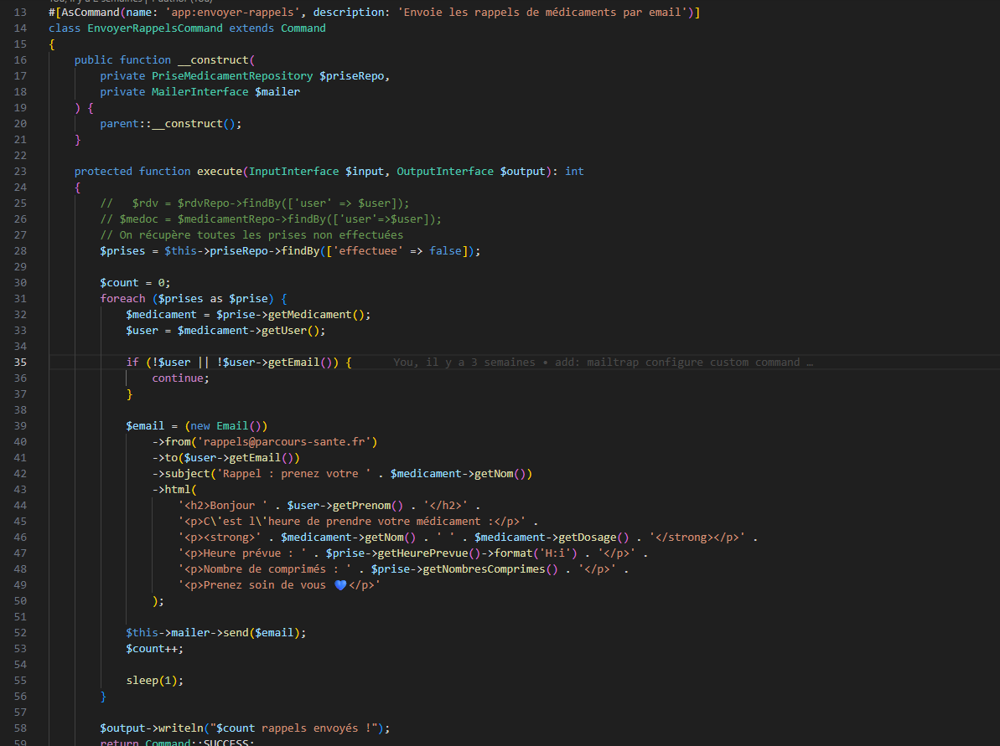 You, il y a 2 semaines | 1 author (You)
13 #[AsCommand(name: 'app:envoyer-rappels', description: 'Envoie les rappels de médicaments par email')]
14 class EnvoyerRappelsCommand extends Command
15 {
16     public function __construct(
17         private PriseMedicamentRepository $priseRepo,
18         private MailerInterface $mailer
19     ) {
20         parent::__construct();
21     }
22
23     protected function execute(InputInterface $input, OutputInterface $output): int
24     {
25         //   $rdv = $rdvRepo->findBy(['user' => $user]);
26         // $medoc = $medicamentRepo->findBy(['user'=>$user]);
27         // On récupère toutes les prises non effectuées
28         $prises = $this->priseRepo->findBy(['effectuee' => false]);
29
30         $count = 0;
31         foreach ($prises as $prise) {
32             $medicament = $prise->getMedicament();
33             $user = $medicament->getUser();
34
35             if (!$user || !$user->getEmail()) {      You, il y a 3 semaines • add: mailtrap configure custom command …
36                 continue;
37             }
38
39             $email = (new Email())
40                 ->from('rappels@parcours-sante.fr')
41                 ->to($user->getEmail())
42                 ->subject('Rappel : prenez votre ' . $medicament->getNom())
43                 ->html(
44                     '<h2>Bonjour ' . $user->getPrenom() . '</h2>' .
45                     '<p>C\'est l\'heure de prendre votre médicament :</p>' .
46                     '<p><strong>' . $medicament->getNom() . ' ' . $medicament->getDosage() . '</strong></p>' .
47                     '<p>Heure prévue : ' . $prise->getHeurePrevue()->format('H:i') . '</p>' .
48                     '<p>Nombre de comprimés : ' . $prise->getNombresComprimes() . '</p>' .
49                     '<p>Prenez soin de vous 💙</p>'
50                 );
51
52             $this->mailer->send($email);
53             $count++;
54
55             sleep(1);
56         }
57
58         $output->writeln("$count rappels envoyés !");
59         return Command::SUCCESS;